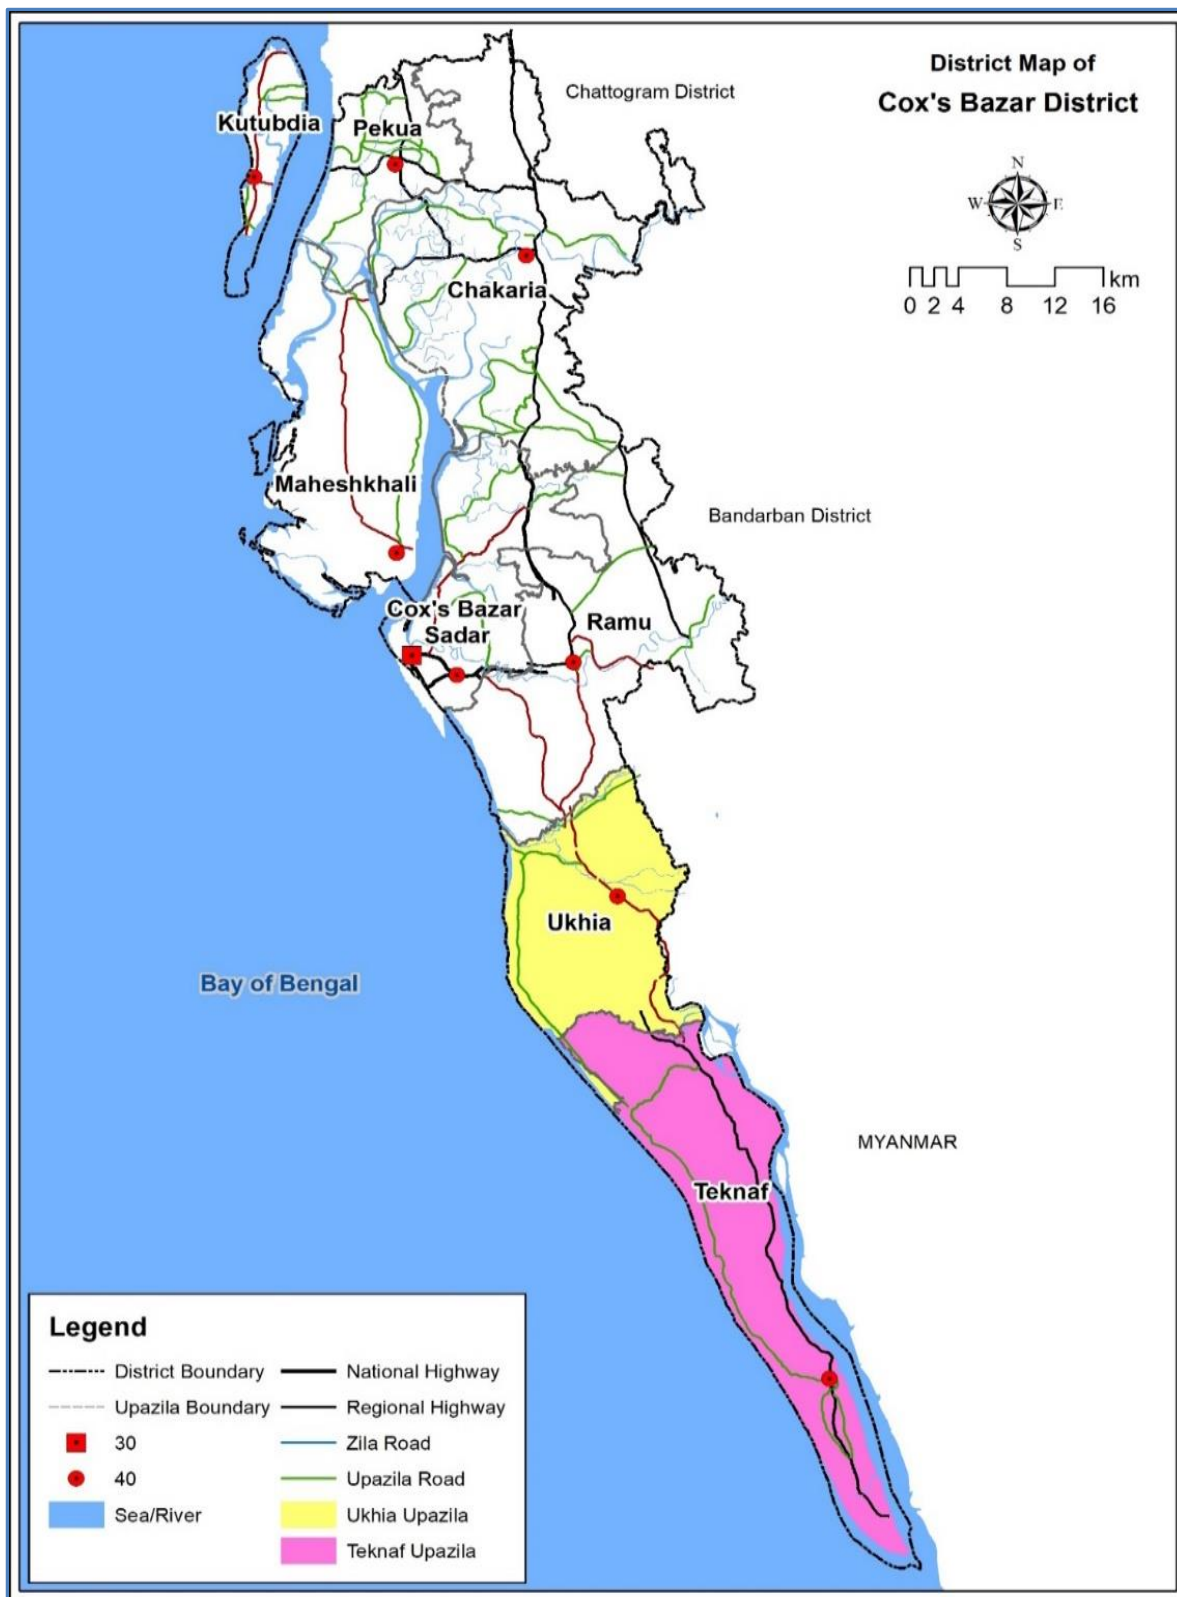 District Map of
Cox's Bazar District
Chattogram District
Kutubdia
Pekua
N
W
E
S
km
0 2 4 8 12 16
Chakaria
Maheshkhali
Bandarban District
Cox's Bazar
Sadar
Ramu
Ukhia
Bay of Bengal
MYANMAR
Teknaf
Legend
District Boundary
Upazila Boundary
30
40
Sea/River
National Highway
Regional Highway
Zila Road
Upazila Road
Ukhia Upazila
Teknaf Upazila